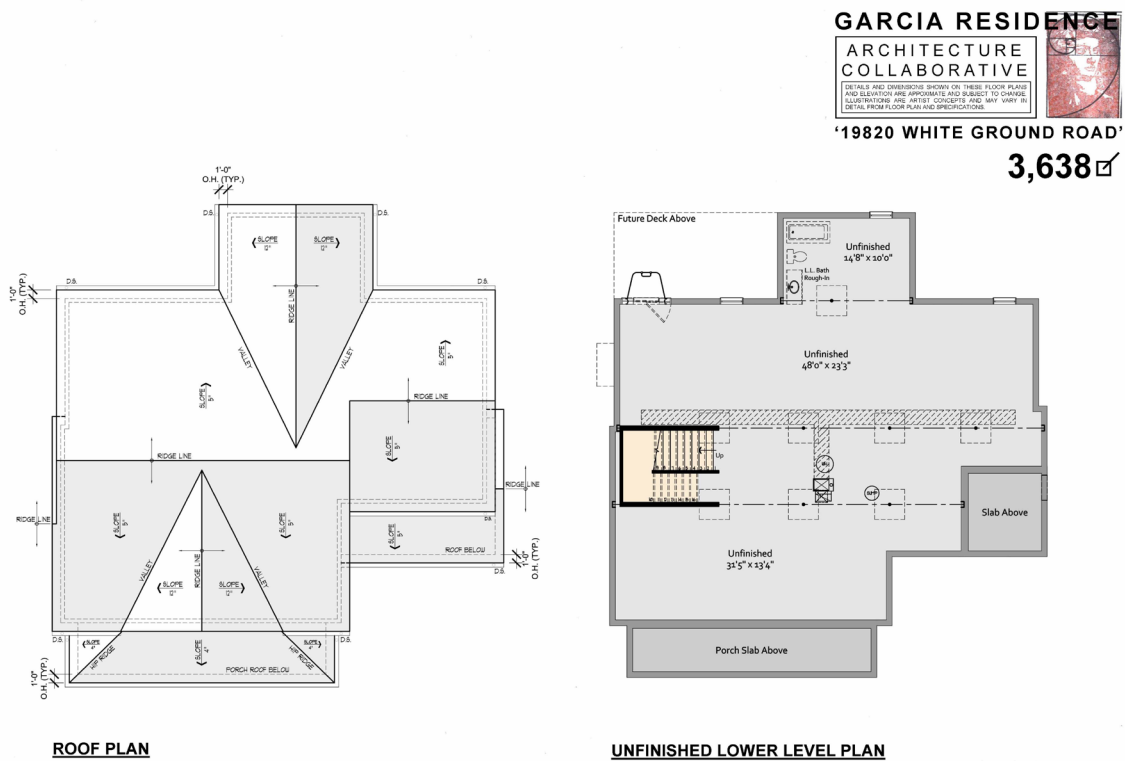 GARCIA RESIDENCE
ARCHITECTURE
COLLABORATIVE
DETAILS AND DIMENSIONS SHOWN ON THESE FLOOR PLANS
AND ELEVATION ARE APPOXIMATE AND SUBJECT TO CHANGE.
ILLUSTRATIONS ARE ARTIST CONCEPTS AND MAY VARY IN
DETAIL FROM FLOOR PLAN AND SPECIFICATIONS.
‘19820 WHITE GROUND ROAD’
3,638
1'-0"
O.H. (TYP.)
D.S.
D.S.
SLOPE
12"
SLOPE
12"
D.S.
D.S.
1'-0"
O.H. (TYP.)
RIDGE LINE
VALLEY
VALLEY
SLOPE
5"
SLOPE
5"
RIDGE LINE
SLOPE
5"
RIDGE LINE
RIDGE LINE
RIDGE LINE
SLOPE
5"
SLOPE
5"
D.S.
SLOPE
5"
ROOF BELOW
1'-0"
O.H. (TYP.)
D.S.
VALLEY
RIDGE LINE
VALLEY
SLOPE
12"
SLOPE
12"
D.S.
D.S.
SLOPE
4"
SLOPE
4"
SLOPE
4"
HIP RIDGE
HIP RIDGE
PORCH ROOF BELOW
1'-0"
O.H. (TYP.)
ROOF PLAN
Future Deck Above
Unfinished
14'8" x 10'0"
L.L. Bath
Rough-In
Unfinished
48'0" x 23'3"
Up
Slab Above
Unfinished
31'5" x 13'4"
Porch Slab Above
UNFINISHED LOWER LEVEL PLAN